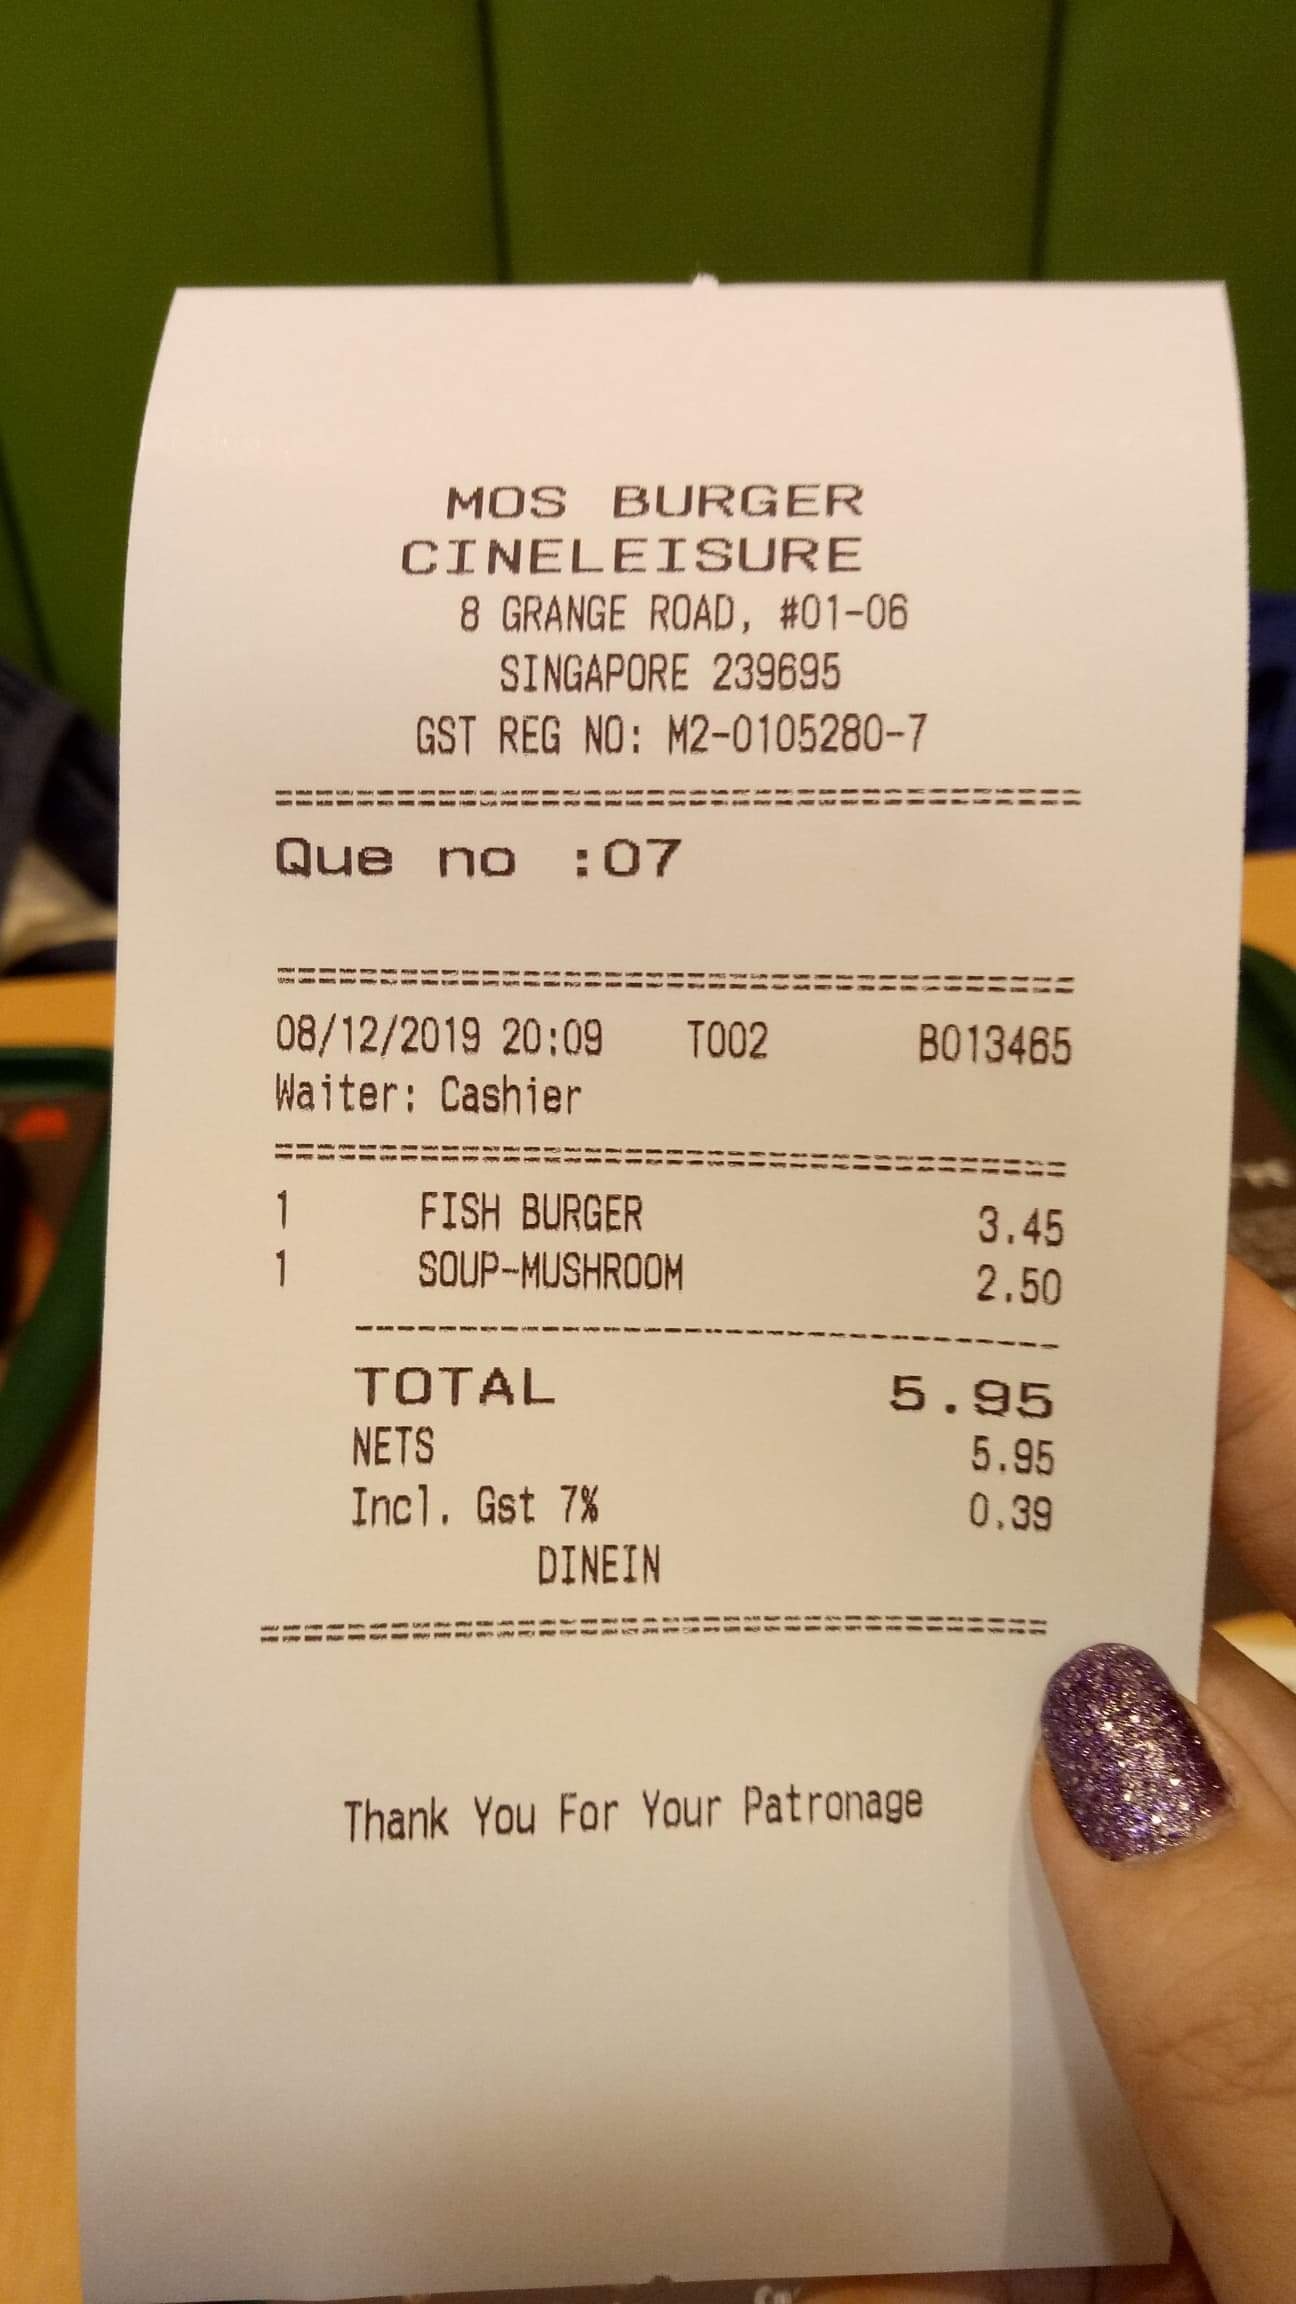 MOS BURGER
CINELEISURE
8 GRANGE ROAD, #01-06
SINGAPORE 239695
GST REG NO: M2-0105280-7
=======================================
Que no :07
=======================================
08/12/2019 20:09 T002 B013465
Waiter: Cashier
=======================================
1 FISH BURGER 3.45
1 SOUP-MUSHROOM 2.50
-----------------------------------
TOTAL 5.95
NETS 5.95
Incl. Gst 7% 0.39
DINEIN
=======================================
Thank You For Your Patronage